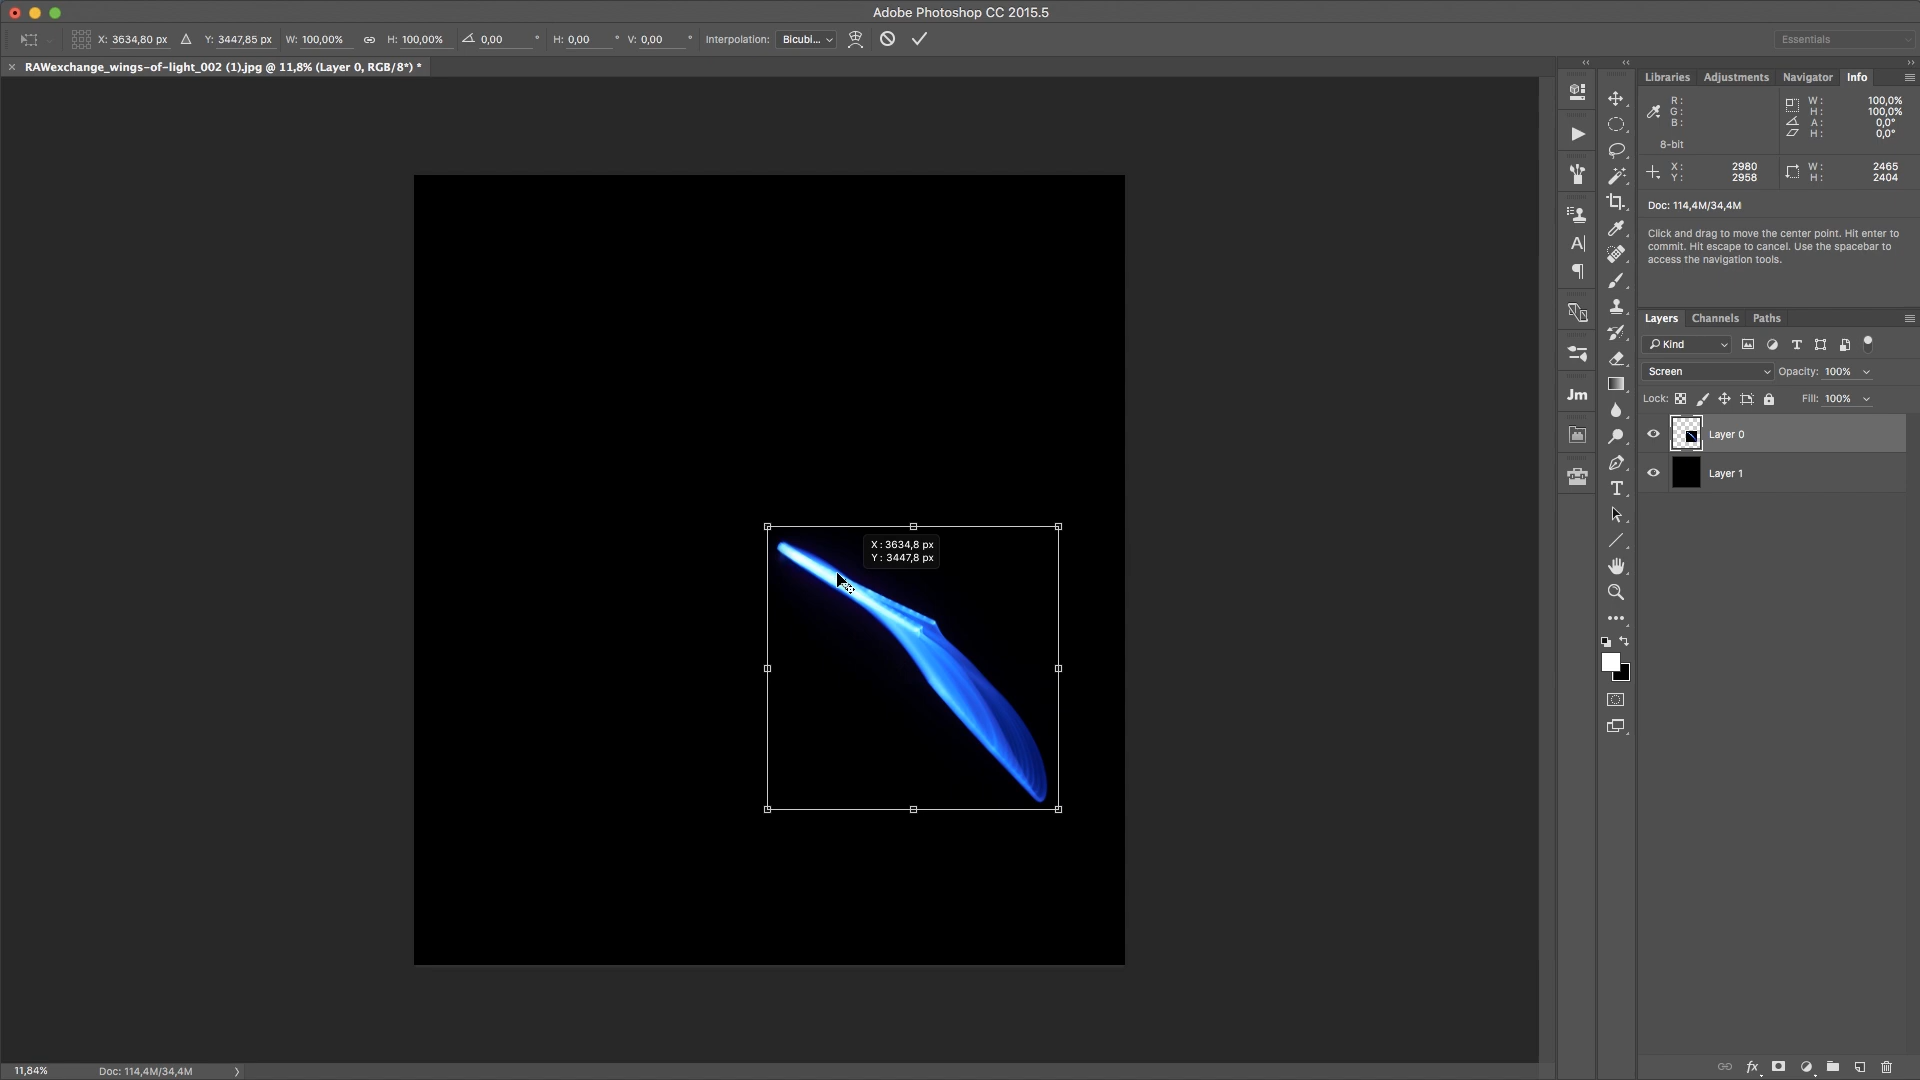 Adobe Photoshop CC 2015.5
X: 3634,80 px Y: 3447,85 px W: 100,00% H: 100,00% 0,00 ° H: 0,00 ° V: 0,00 ° Interpolation: Bicubi... Essentials
× RAWexchange_wings-of-light_002 (1).jpg @ 11,8% (Layer 0, RGB/8*) *
Libraries Adjustments Navigator Info
R: W: 100,0%
G: H: 100,0%
B: A: 0,0°
H: 0,0°
8-bit
X: 2980 W: 2465
Y: 2958 H: 2404
Doc: 114,4M/34,4M
Click and drag to move the center point. Hit enter to
commit. Hit escape to cancel. Use the spacebar to
access the navigation tools.
Layers Channels Paths
Kind
Screen Opacity: 100%
Lock: Fill: 100%
Jm
Layer 0
Layer 1
X : 3634,8 px
Y : 3447,8 px
fx
11,84% Doc: 114,4M/34,4M